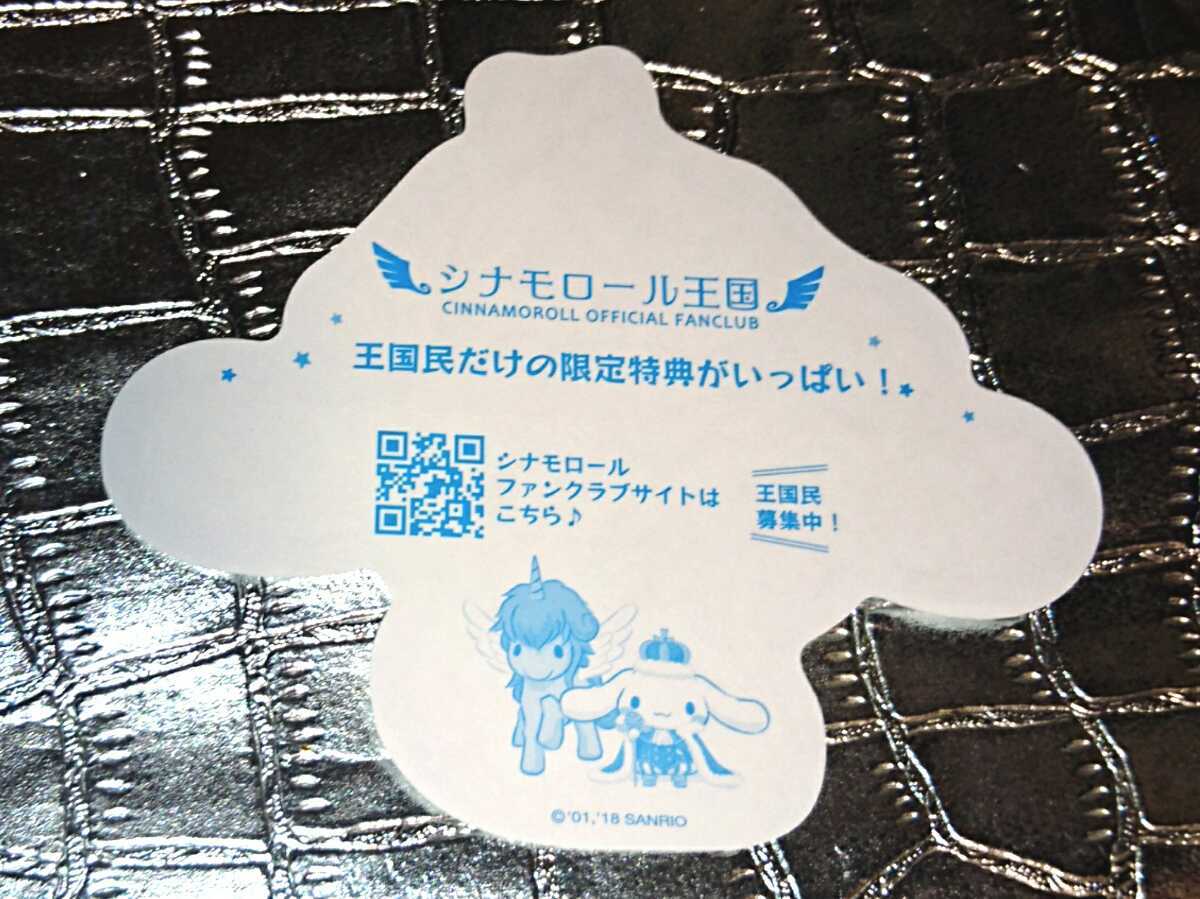 シナモロール王国
CINNAMOROLL OFFICIAL FANCLUB
王国民だけの限定特典がいっぱい！
シナモロール
ファンクラブサイトは
こちら♪
王国民
募集中！
©'01,'18 SANRIO